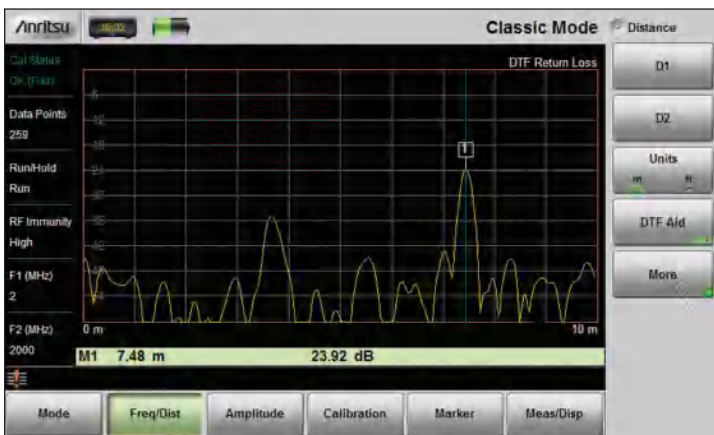 Anritsu
Classic Mode
Distance
Cal Status
OK (Flex)
DTF Return Loss
D1
Data Points
259
D2
Run/Hold
Run
1
Units
m ft
RF Immunity
High
DTF Aid
F1 (MHz)
2
More
F2 (MHz)
2000
0 m
10 m
M1 7.48 m 23.92 dB
Mode
Freq/Dist
Amplitude
Calibration
Marker
Meas/Disp